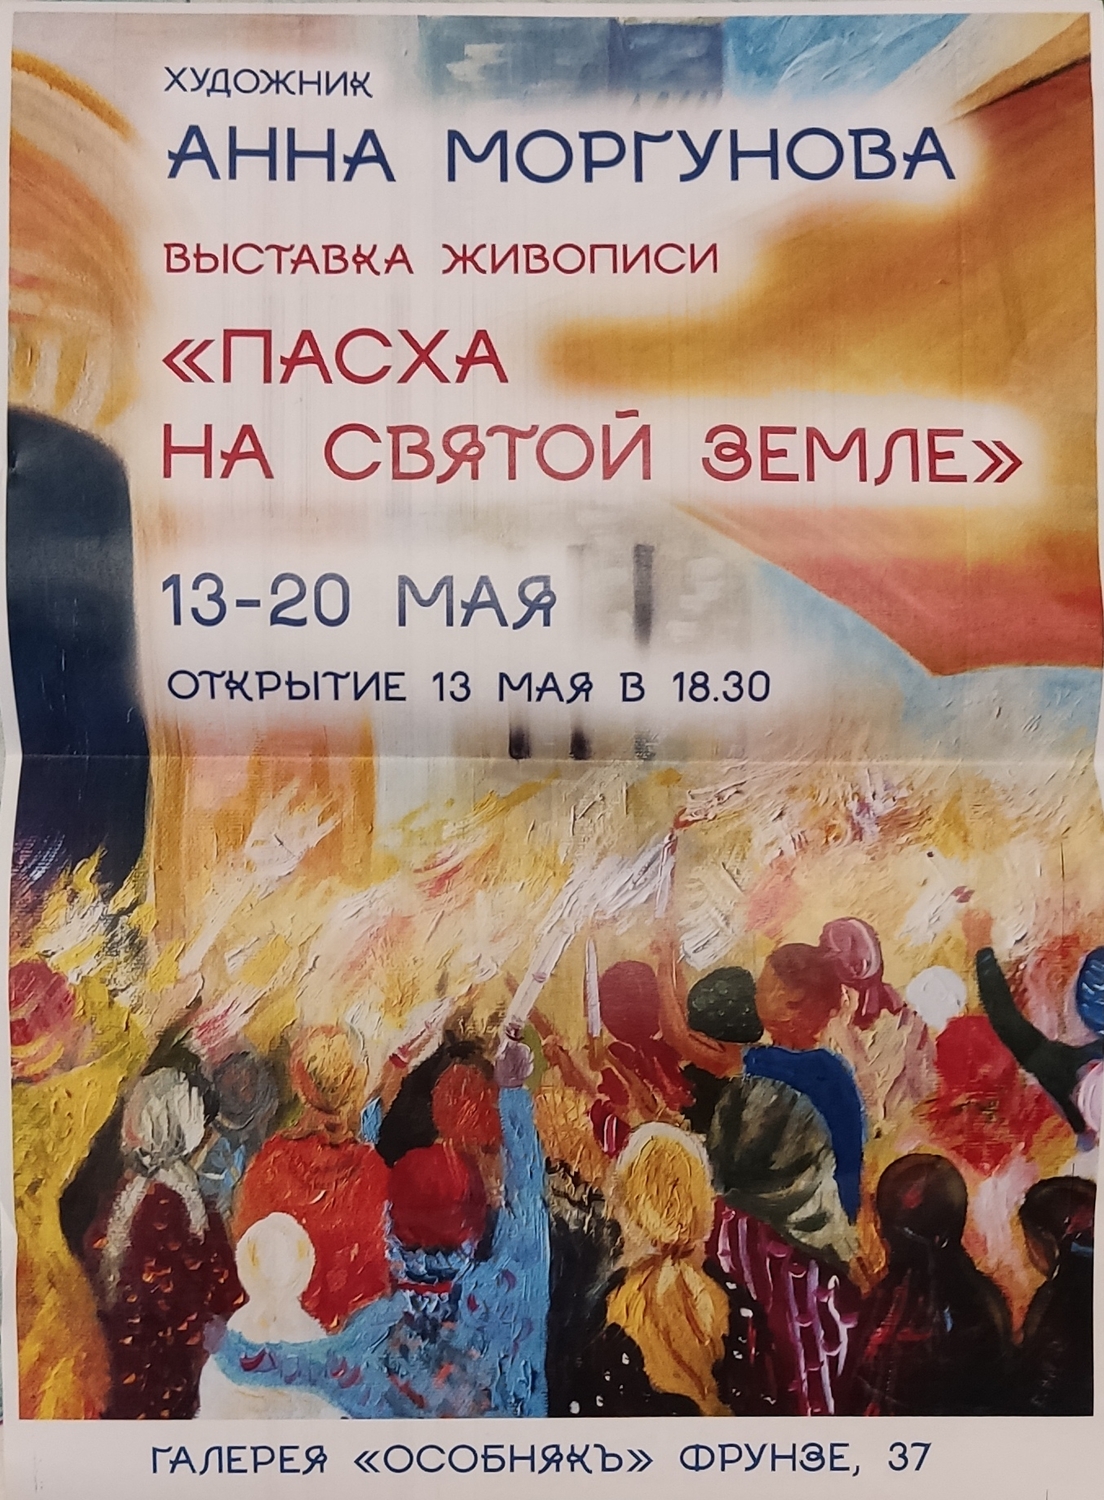 ХУДОЖНИК
АННА МОРГУНОВА
ВЫСТАВКА ЖИВОПИСИ
«ПАСХА
НА СВЯТОЙ ЗЕМЛЕ»
13-20 МАЯ
ОТКРЫТИЕ 13 МАЯ В 18.30
ГАЛЕРЕЯ «ОСОБНЯКЪ» ФРУНЗЕ, 37